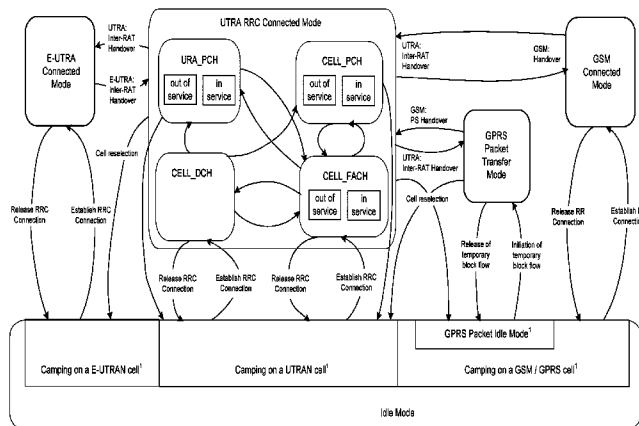 UTRA RRC Connected Mode
E-UTRA
Connected
Mode
UTRA:
Inter-RAT
Handover
E-UTRA:
Inter-RAT
Handover
URA_PCH
out of
service
in
service
CELL_PCH
out of
service
in
service
UTRA:
Inter-RAT
Handover
GSM:
Handover
GSM
Connected
Mode
GSM:
PS Handover
GPRS
Packet
Transfer
Mode
Cell reselection
CELL_DCH
CELL_FACH
out of
service
in
service
UTRA:
Inter-RAT Handover
Cell reselection
Release RRC
Connection
Establish RRC
Connection
Release RRC
Connection
Establish RRC
Connection
Release RRC
Connection
Establish RRC
Connection
Release of
temporary
block flow
Initiation of
temporary
block flow
Release RR
Connection
Establish
Connection
GPRS Packet Idle Mode1
Camping on a E-UTRAN cell1
Camping on a UTRAN cell1
Camping on a GSM / GPRS cell1
Idle Mode